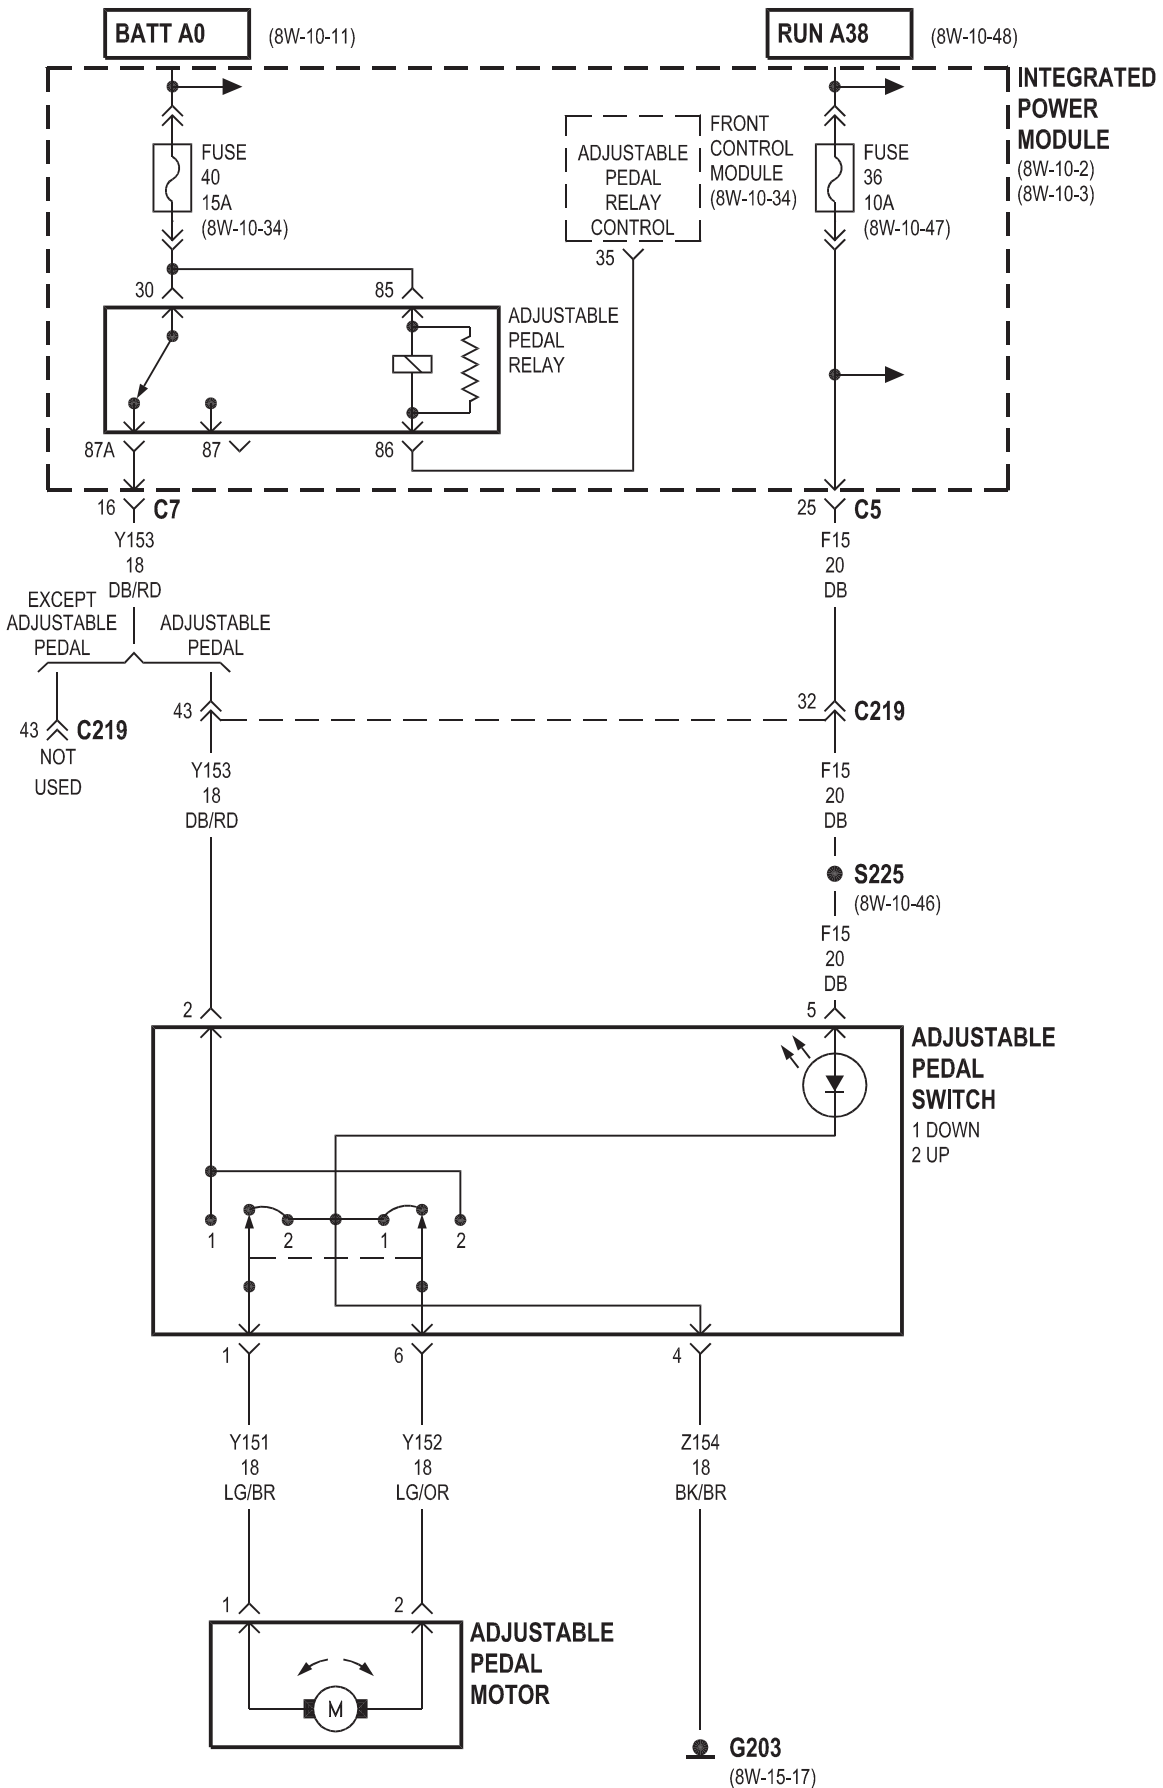 BATT A0
(8W-10-11)
RUN A38
(8W-10-48)
INTEGRATED
POWER
MODULE
(8W-10-2)
(8W-10-3)
FUSE
40
15A
(8W-10-34)
ADJUSTABLE
PEDAL
RELAY
CONTROL
FRONT
CONTROL
MODULE
(8W-10-34)
FUSE
36
10A
(8W-10-47)
35
30
85
ADJUSTABLE
PEDAL
RELAY
87A
87
86
16
C7
25
C5
Y153
18
DB/RD
F15
20
DB
EXCEPT
ADJUSTABLE
PEDAL
ADJUSTABLE
PEDAL
43
C219
NOT
USED
43
32
C219
Y153
18
DB/RD
F15
20
DB
S225
(8W-10-46)
F15
20
DB
2
5
ADJUSTABLE
PEDAL
SWITCH
1 DOWN
2 UP
1
2
1
2
1
6
4
Y151
18
LG/BR
Y152
18
LG/OR
Z154
18
BK/BR
1
2
ADJUSTABLE
PEDAL
MOTOR
M
G203
(8W-15-17)